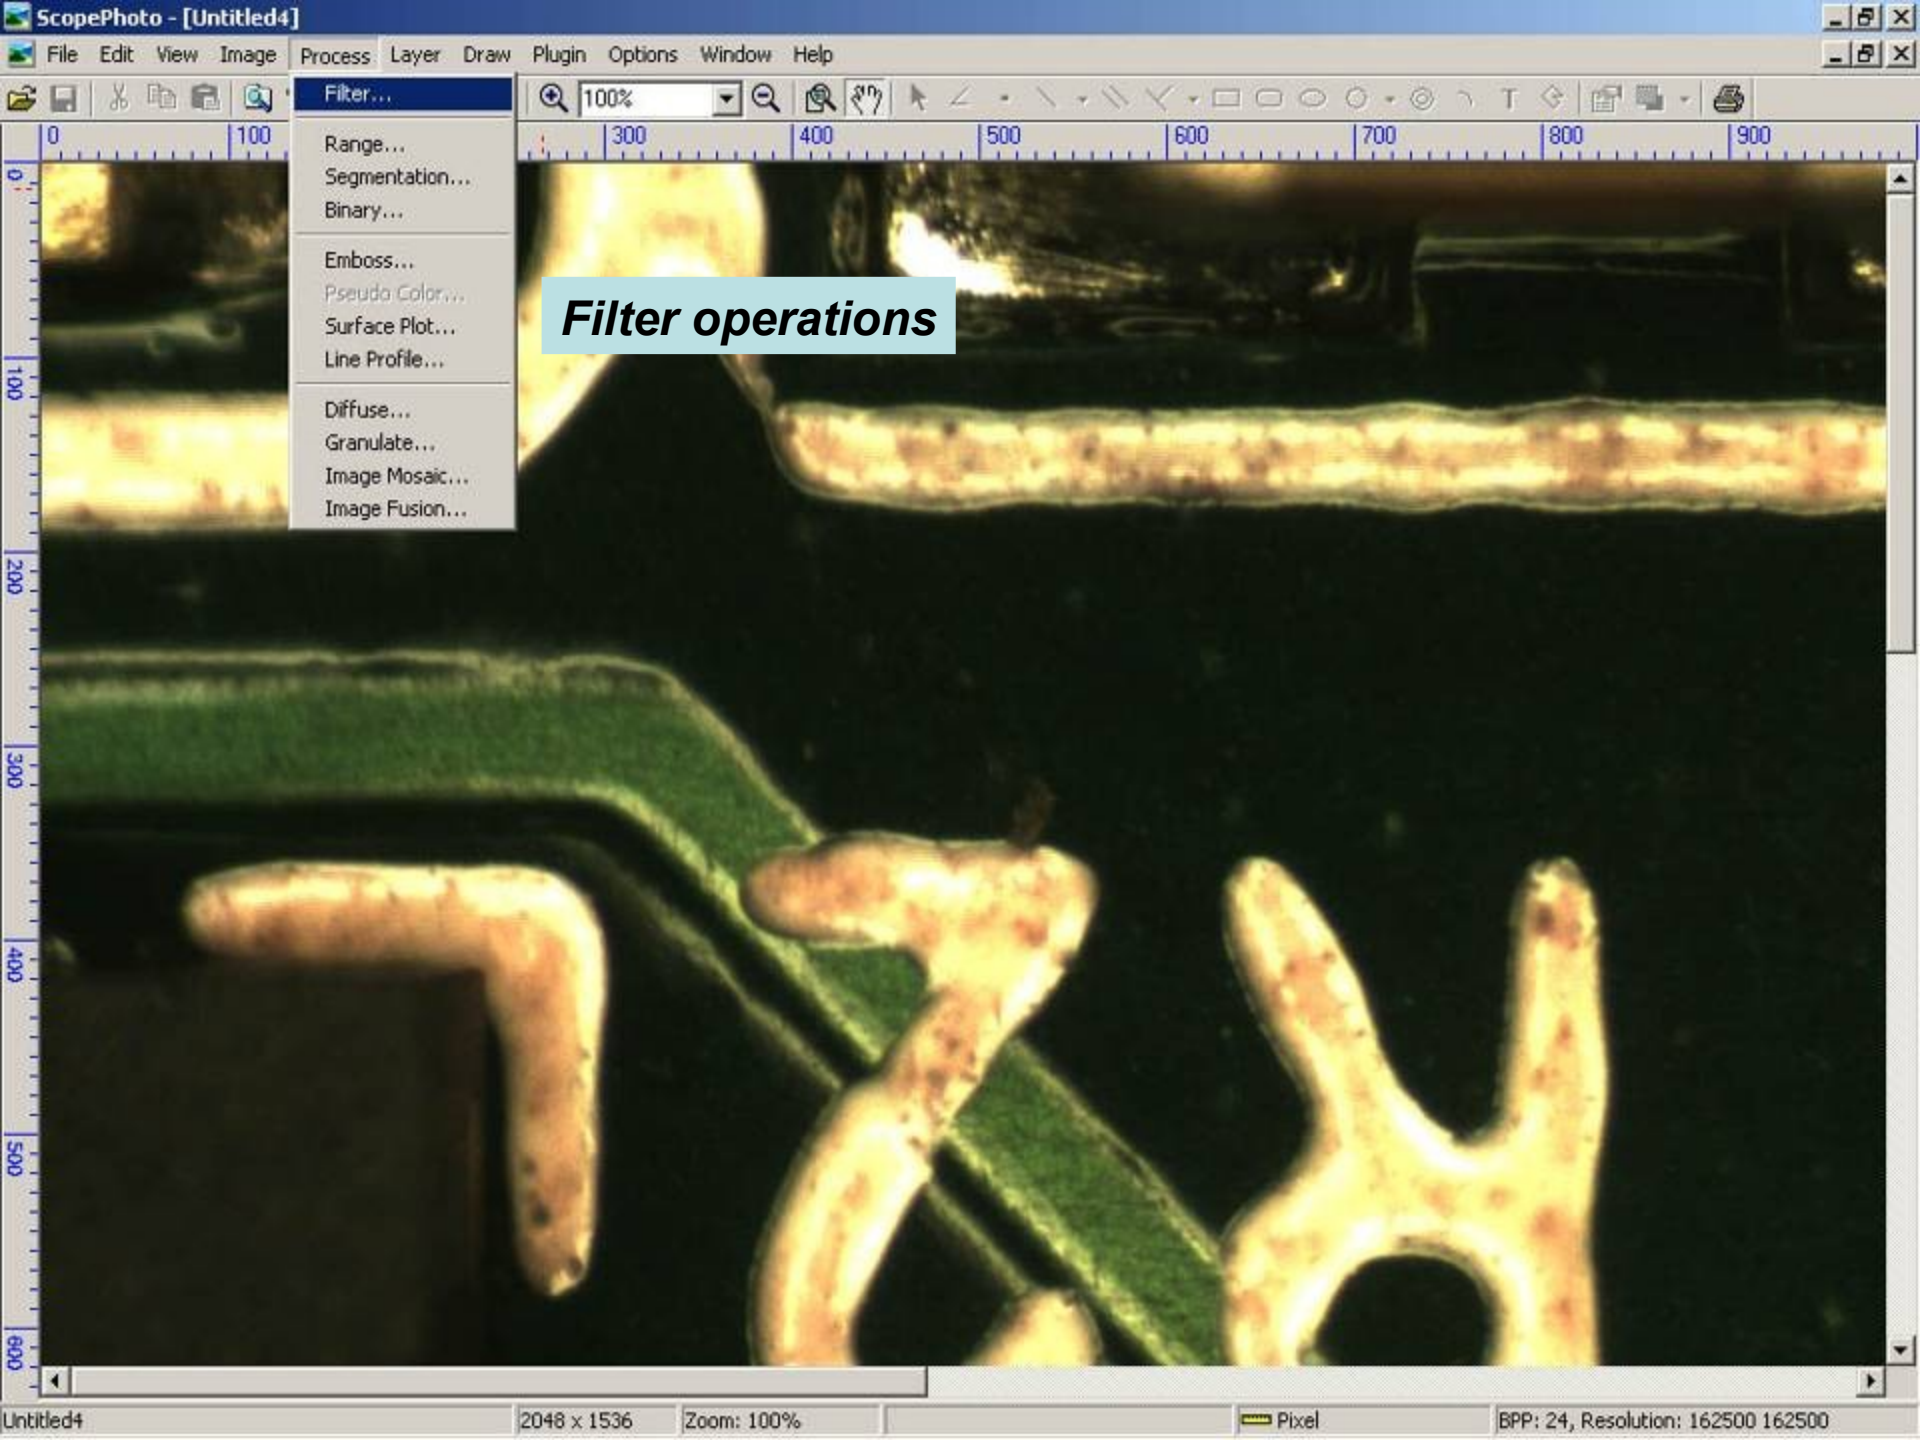 ScopePhoto - [Untitled4]
File Edit View Image Process Layer Draw Plugin Options Window Help
100%
0 100 300 400 500 600 700 800 900
Filter...
Range...
Segmentation...
Binary...
Emboss...
Pseudo Color...
Surface Plot...
Line Profile...
Diffuse...
Granulate...
Image Mosaic...
Image Fusion...
Filter operations
0
100
200
300
400
500
600
Untitled4 2048 x 1536 Zoom: 100% Pixel BPP: 24, Resolution: 162500 162500